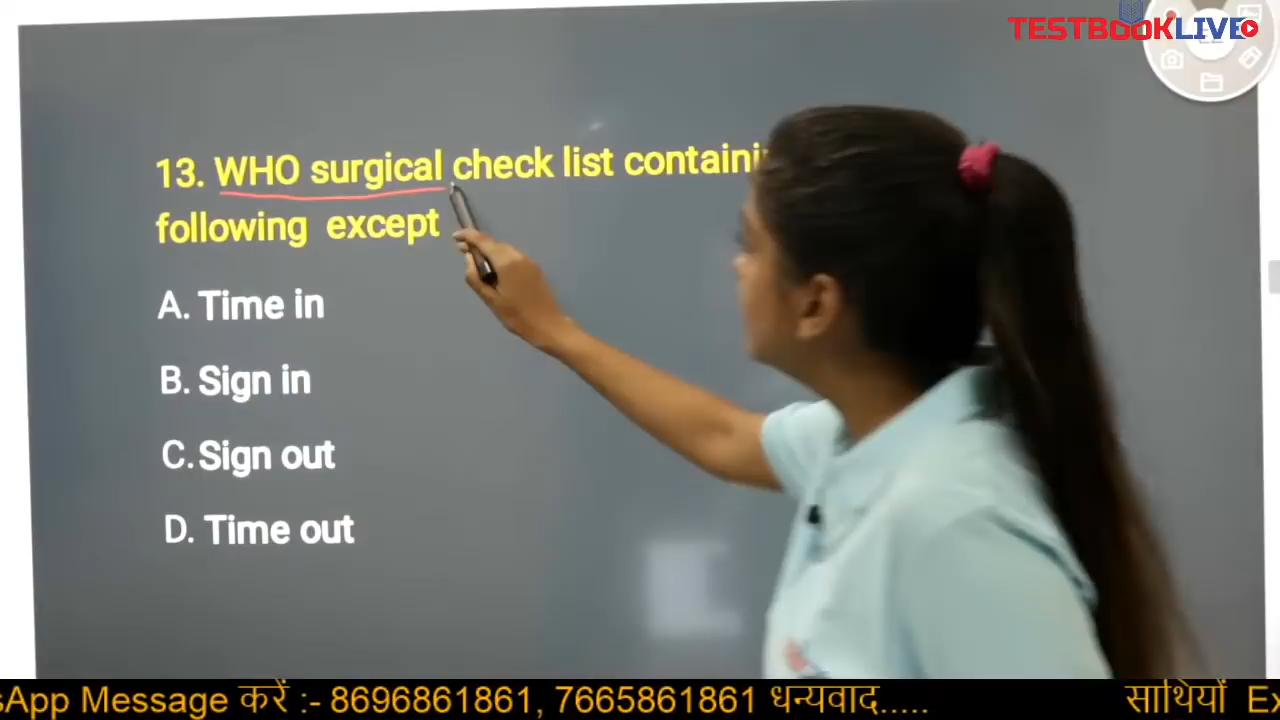 TESTBOOKLIVE
13. WHO surgical check list containi
following except
A. Time in
B. Sign in
C. Sign out
D. Time out
sApp Message करें :- 8696861861, 7665861861 धन्यवाद..... साथियों Ex